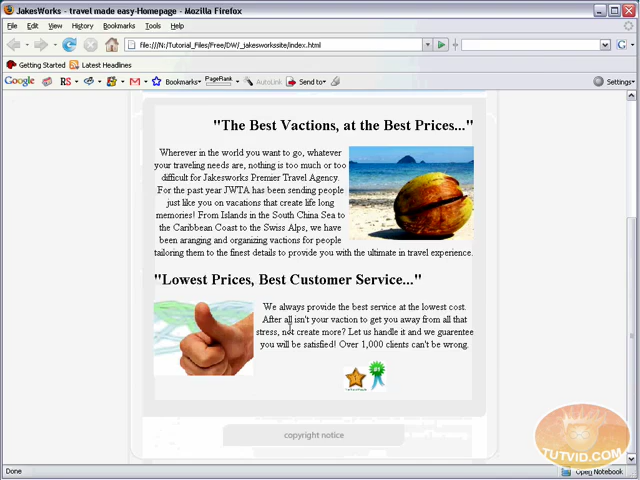 JakesWorks - travel made easy-Homepage - Mozilla Firefox
File Edit View History Bookmarks Tools Help
file:///N:/Tutorial_Files/Free/DW/_jakesworkssite/index.html
Getting Started Latest Headlines
Google Bookmarks PageRank AutoLink Send to Settings
"The Best Vactions, at the Best Prices..."
Wherever in the world you want to go, whatever
your traveling needs are, nothing is too much or too
difficult for Jakesworks Premier Travel Agency.
For the past year JWTA has been sending people
just like you on vacations that create life long
memories! From Islands in the South China Sea to
the Caribbean Coast to the Swiss Alps, we have
been aranging and organizing vactions for people
tailoring them to the finest details to provide you with the ultimate in travel experience.
"Lowest Prices, Best Customer Service..."
We always provide the best service at the lowest cost.
After all isn't your vaction to get you away from all that
stress, not create more? Let us handle it and we guarentee
you will be satisfied! Over 1,000 clients can't be wrong.
#1
copyright notice
TUTVID.COM
Done
Open Notebook